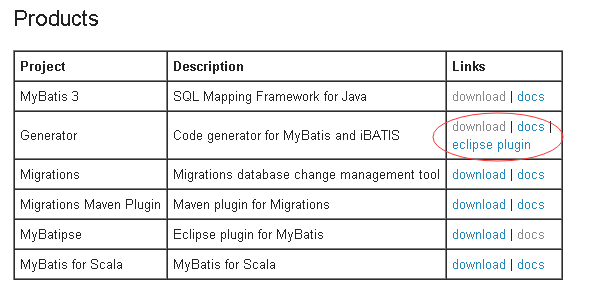 Products
Project Description Links
MyBatis 3 SQL Mapping Framework for Java download | docs
Generator Code generator for MyBatis and iBATIS download | docs |
eclipse plugin
Migrations Migrations database change management tool download | docs
Migrations Maven Plugin Maven plugin for Migrations download | docs
MyBatipse Eclipse plugin for MyBatis download | docs
MyBatis for Scala MyBatis for Scala download | docs